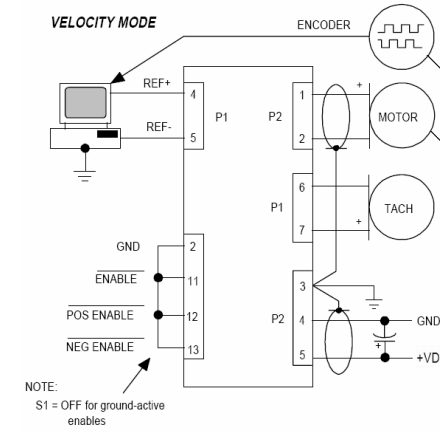 VELOCITY MODE
ENCODER
REF+
4
P1
REF-
5
P2
1
2
+
MOTOR
P1
6
7
+
TACH
GND
2
ENABLE
11
POS ENABLE
12
NEG ENABLE
13
P2
3
4
5
GND
+
+VD
NOTE:
S1 = OFF for ground-active
enables